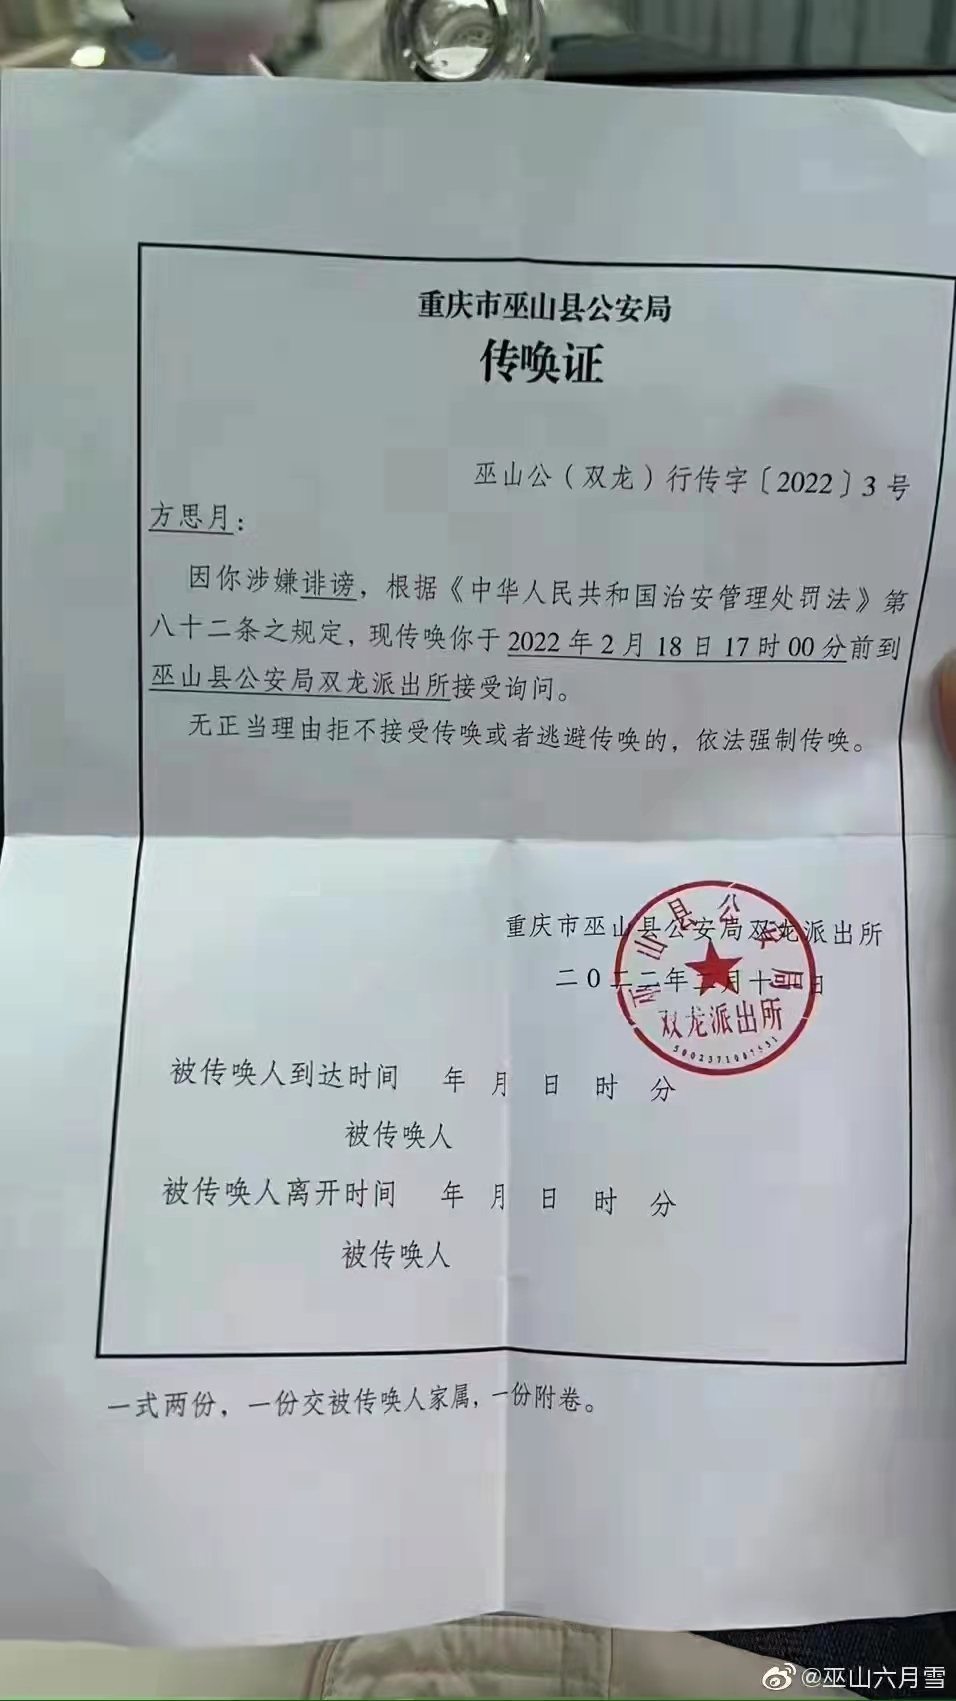 重庆市巫山县公安局
传唤证
巫山公（双龙）行传字〔2022〕3号
方思月：
因你涉嫌诽谤，根据《中华人民共和国治安管理处罚法》第
八十二条之规定，现传唤你于2022年2月18日17时00分前到
巫山县公安局双龙派出所接受询问。
无正当理由拒不接受传唤或者逃避传唤的，依法强制传唤。
重庆市巫山县公安局双龙派出所
二〇二二年二月十 日
巫山县公安局
双龙派出所
被传唤人到达时间 年 月 日 时 分
被传唤人
被传唤人离开时间 年 月 日 时 分
被传唤人
一式两份，一份交被传唤人家属，一份附卷。
@巫山六月雪